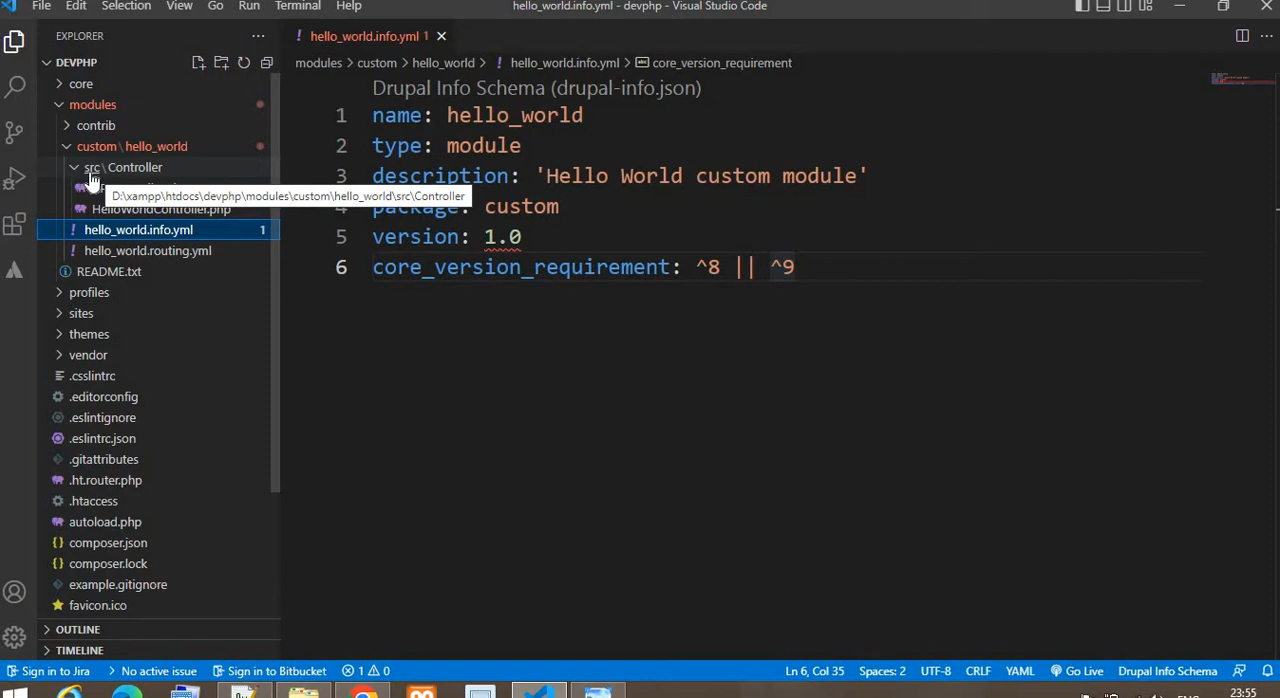 File Edit Selection View Go Run Terminal Help hello_world.info.yml - devphp - Visual Studio Code
EXPLORER
hello_world.info.yml 1
DEVPHP
modules > custom > hello_world > hello_world.info.yml > core_version_requirement
core
modules
contrib
custom \ hello_world
src \ Controller
D:\xampp\htdocs\devphp\modules\custom\hello_world\src\Controller
HelloWorldController.php
hello_world.info.yml 1
hello_world.routing.yml
README.txt
profiles
sites
themes
vendor
.csslintrc
.editorconfig
.eslintignore
.eslintrc.json
.gitattributes
.ht.router.php
.htaccess
autoload.php
composer.json
composer.lock
example.gitignore
favicon.ico
OUTLINE
TIMELINE
Drupal Info Schema (drupal-info.json)
1 name: hello_world
2 type: module
3 description: 'Hello World custom module'
package: custom
5 version: 1.0
6 core_version_requirement: ^8 || ^9
Sign in to Jira No active issue Sign in to Bitbucket 1 0 Ln 6, Col 35 Spaces: 2 UTF-8 CRLF YAML Go Live Drupal Info Schema
23:55